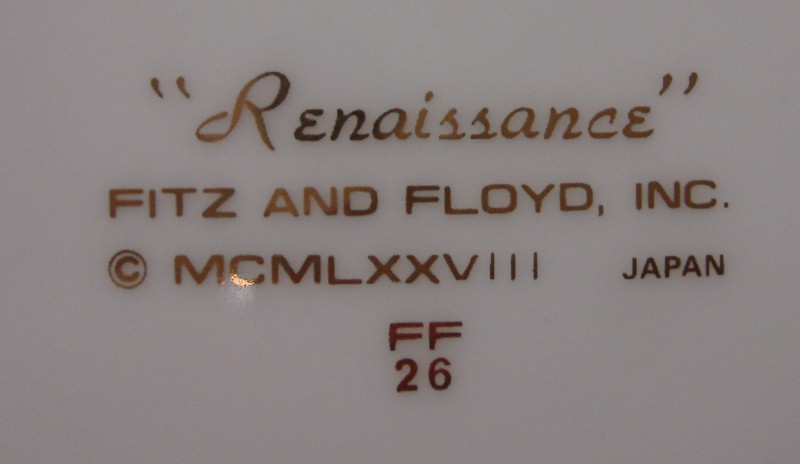 "Renaissance"
FITZ AND FLOYD, INC.
© MCMLXXVIII JAPAN
FF
26